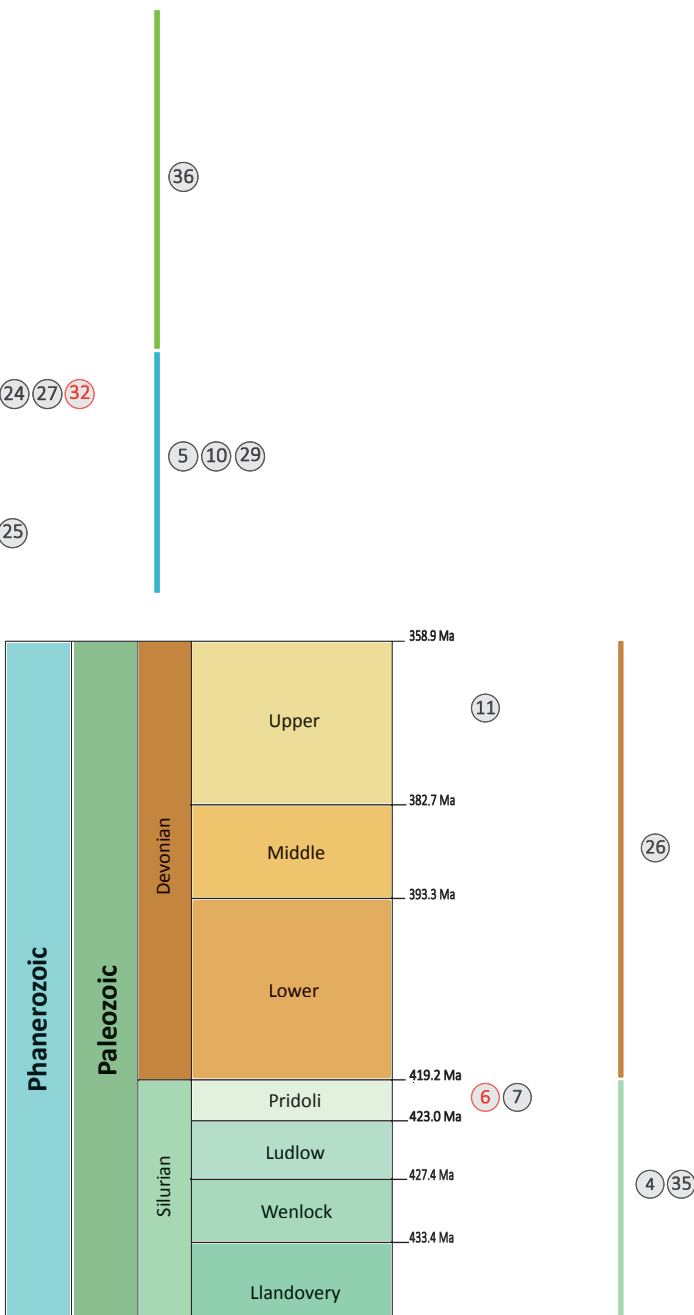 36
24 27 32
5 10 29
25
358.9 Ma
11
Upper
382.7 Ma
Devonian
Middle
26
393.3 Ma
Phanerozoic
Paleozoic
Lower
419.2 Ma
Pridoli
6 7
423.0 Ma
Silurian
Ludlow
427.4 Ma
4 35
Wenlock
433.4 Ma
Llandovery